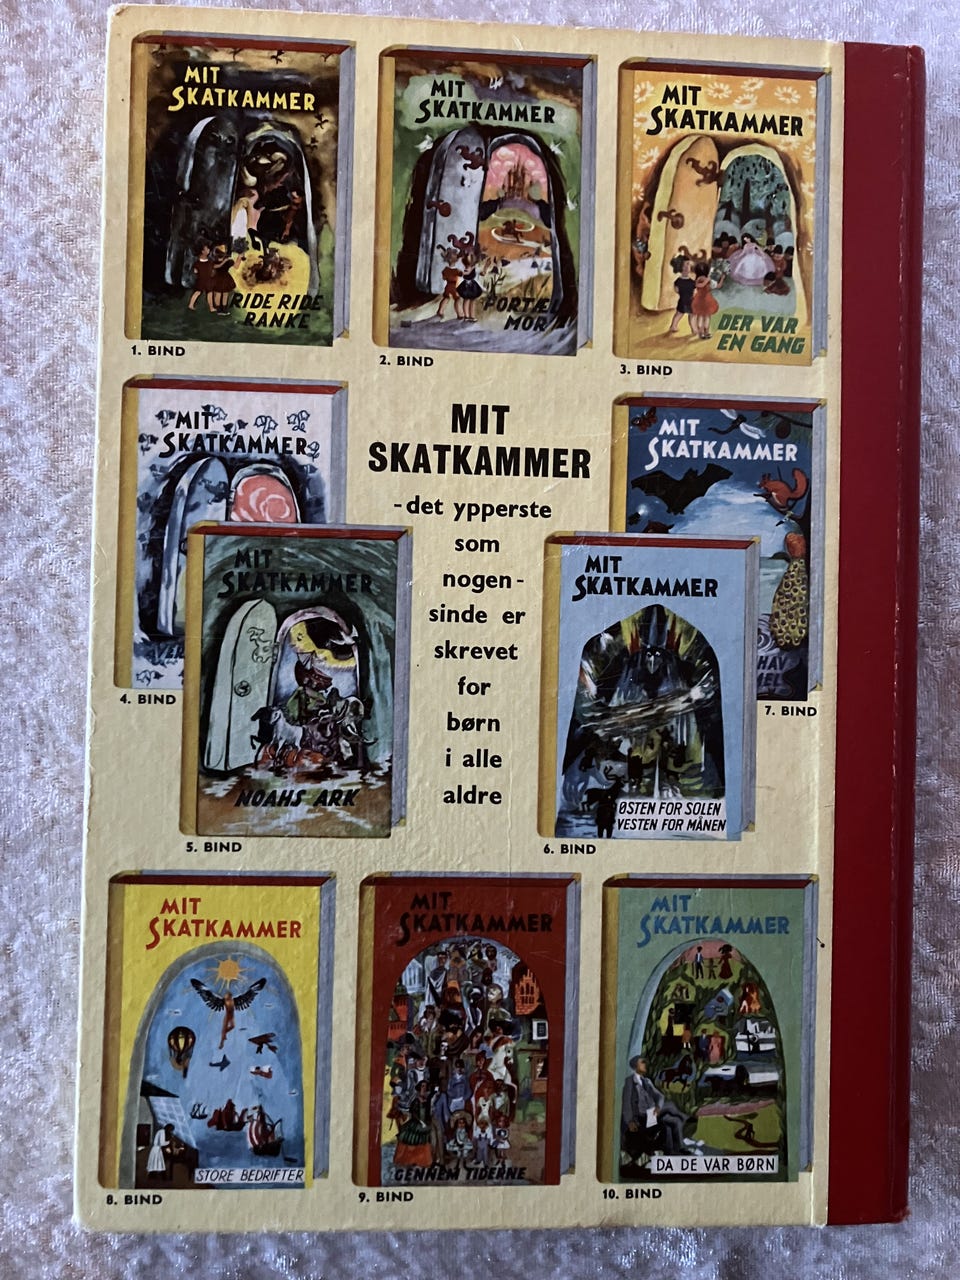 MIT
SKATKAMMER
RIDE RIDE
RANKE
1. BIND
MIT
SKATKAMMER
FORTÆL
MOR
2. BIND
MIT
SKATKAMMER
DER VAR
EN GANG
3. BIND
MIT
SKATKAMMER
4. BIND
MIT
SKATKAMMER
- det ypperste
som
nogen-
sinde er
skrevet
for
børn
i alle
aldre
MIT
SKATKAMMER
HAV
7. BIND
MIT
SKATKAMMER
NOAHS ARK
5. BIND
MIT
SKATKAMMER
ØSTEN FOR SOLEN
VESTEN FOR MÅNEN
6. BIND
MIT
SKATKAMMER
STORE BEDRIFTER
8. BIND
MIT
SKATKAMMER
GENNEM TIDERNE
9. BIND
MIT
SKATKAMMER
DA DE VAR BØRN
10. BIND